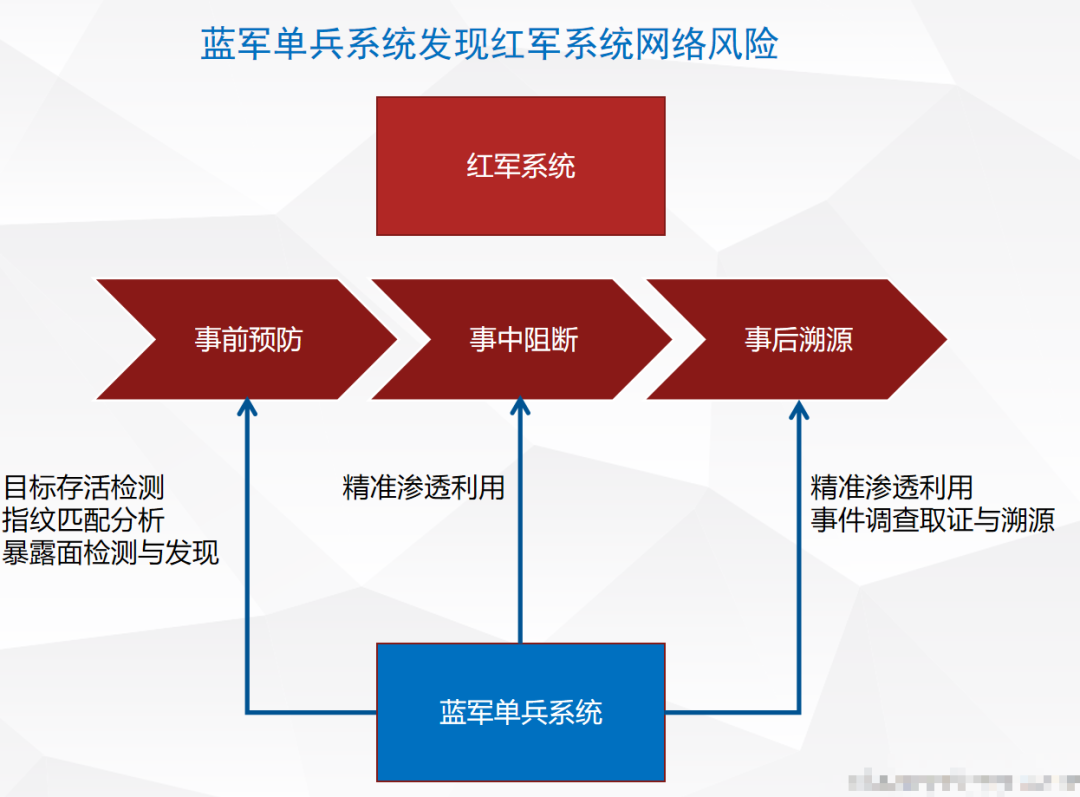 蓝军单兵系统发现红军系统网络风险
红军系统
事前预防
事中阻断
事后溯源
目标存活检测
指纹匹配分析
暴露面检测与发现
精准渗透利用
精准渗透利用
事件调查取证与溯源
蓝军单兵系统